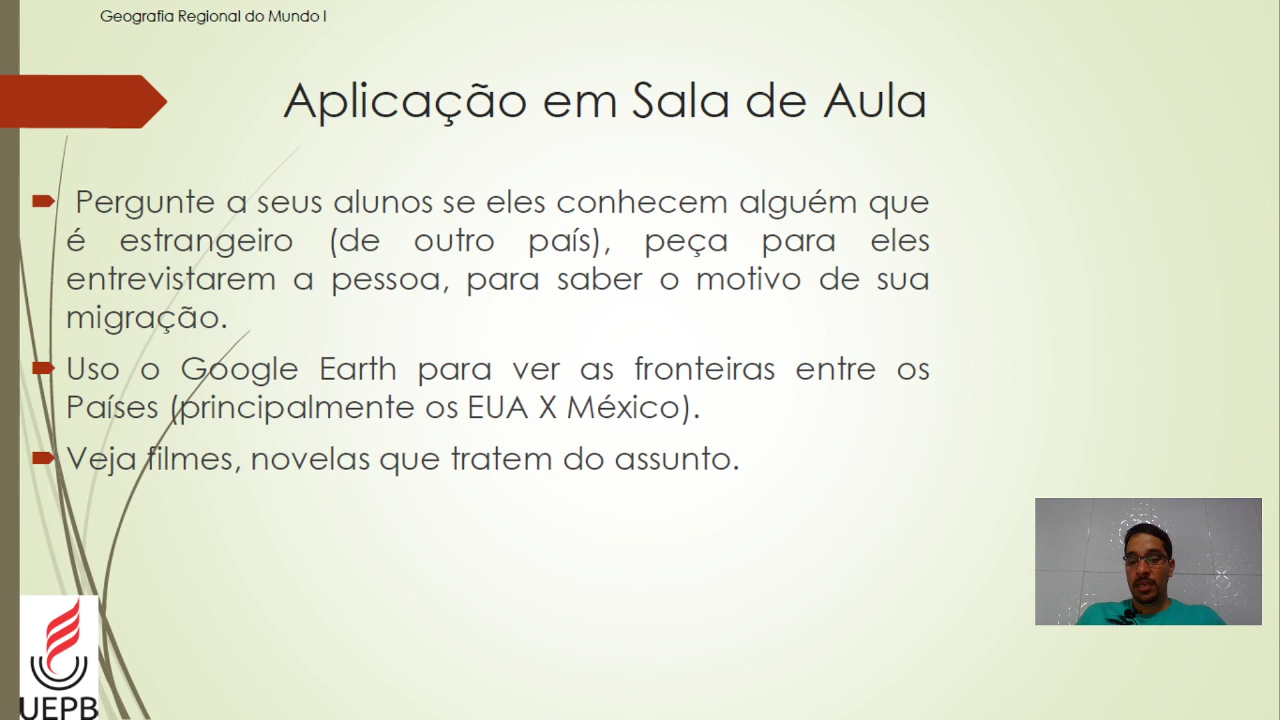 Geografia Regional do Mundo I
Aplicação em Sala de Aula
Pergunte a seus alunos se eles conhecem alguém que
é estrangeiro (de outro país), peça para eles
entrevistarem a pessoa, para saber o motivo de sua
migração.
Uso o Google Earth para ver as fronteiras entre os
Países (principalmente os EUA X México).
Veja filmes, novelas que tratem do assunto.
UEPB